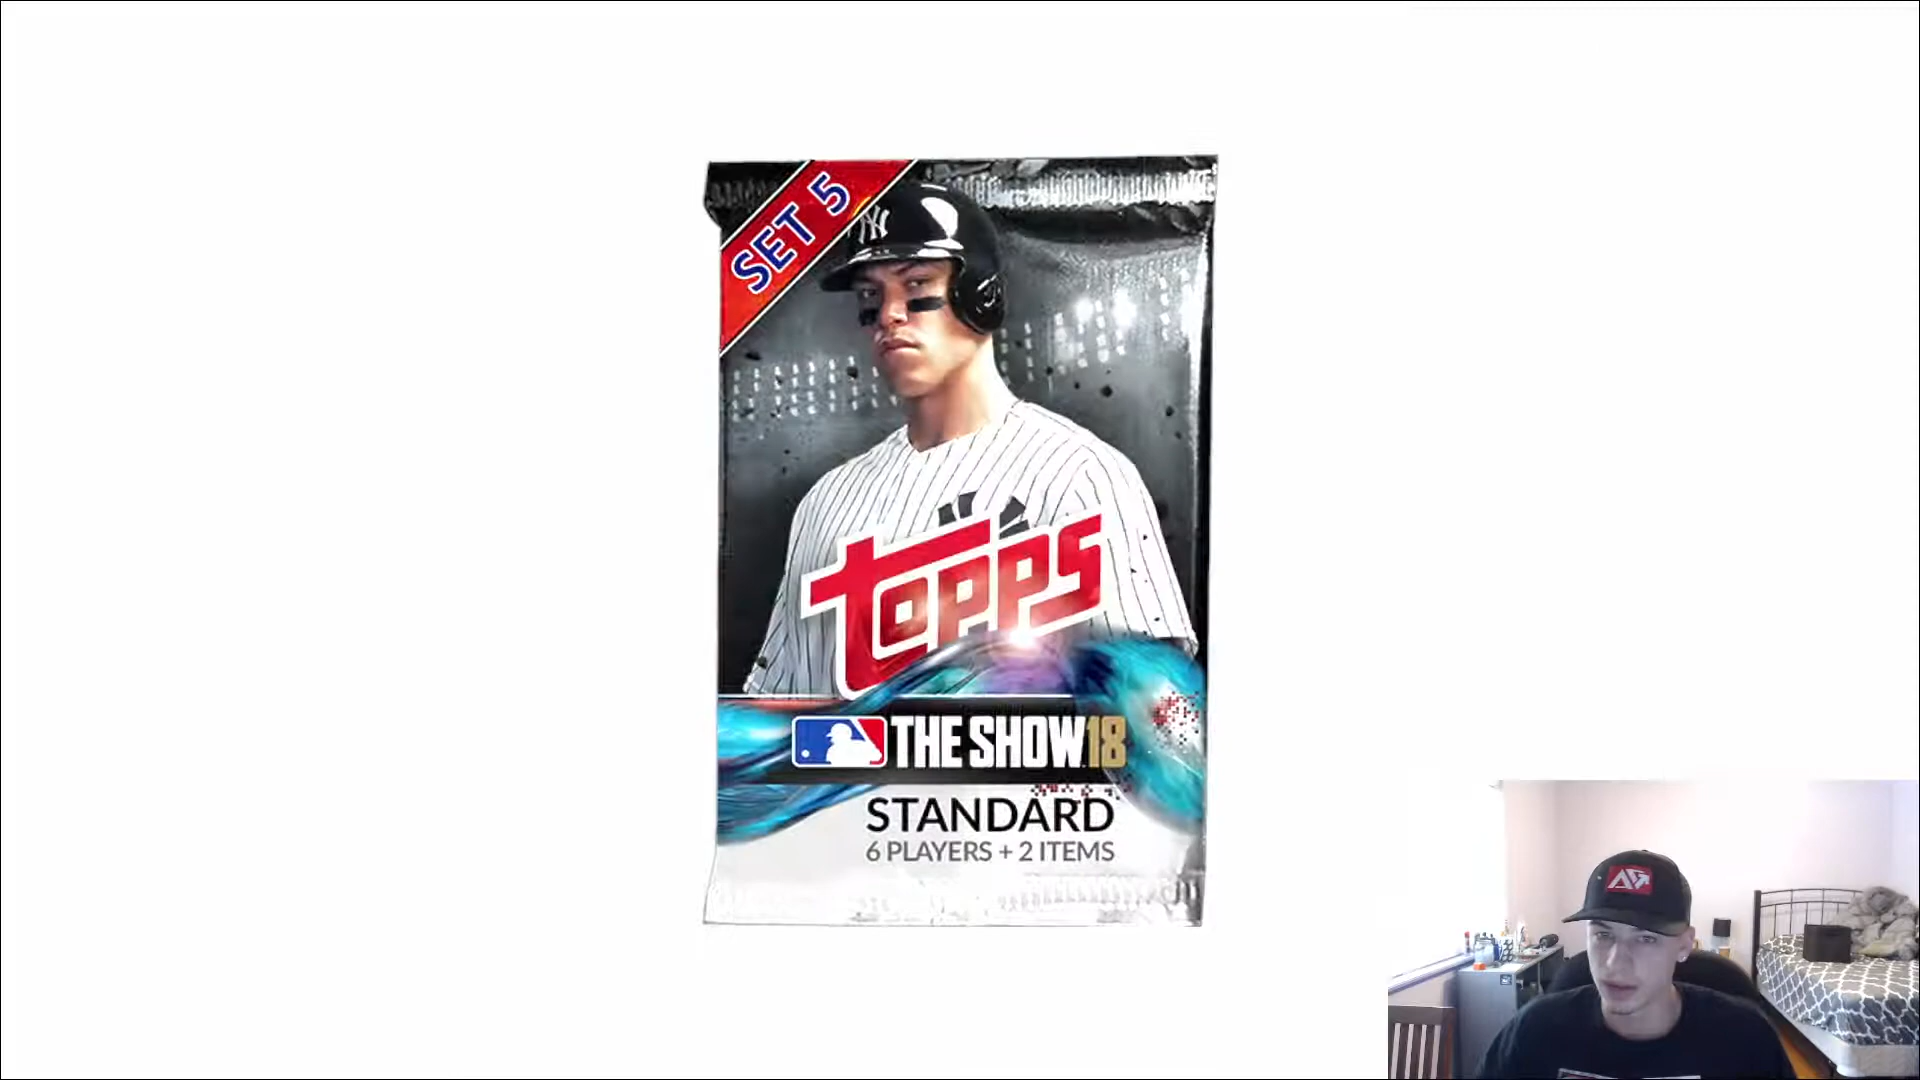 SET 5
NY
topps
THE SHOW 18
STANDARD
6 PLAYERS + 2 ITEMS